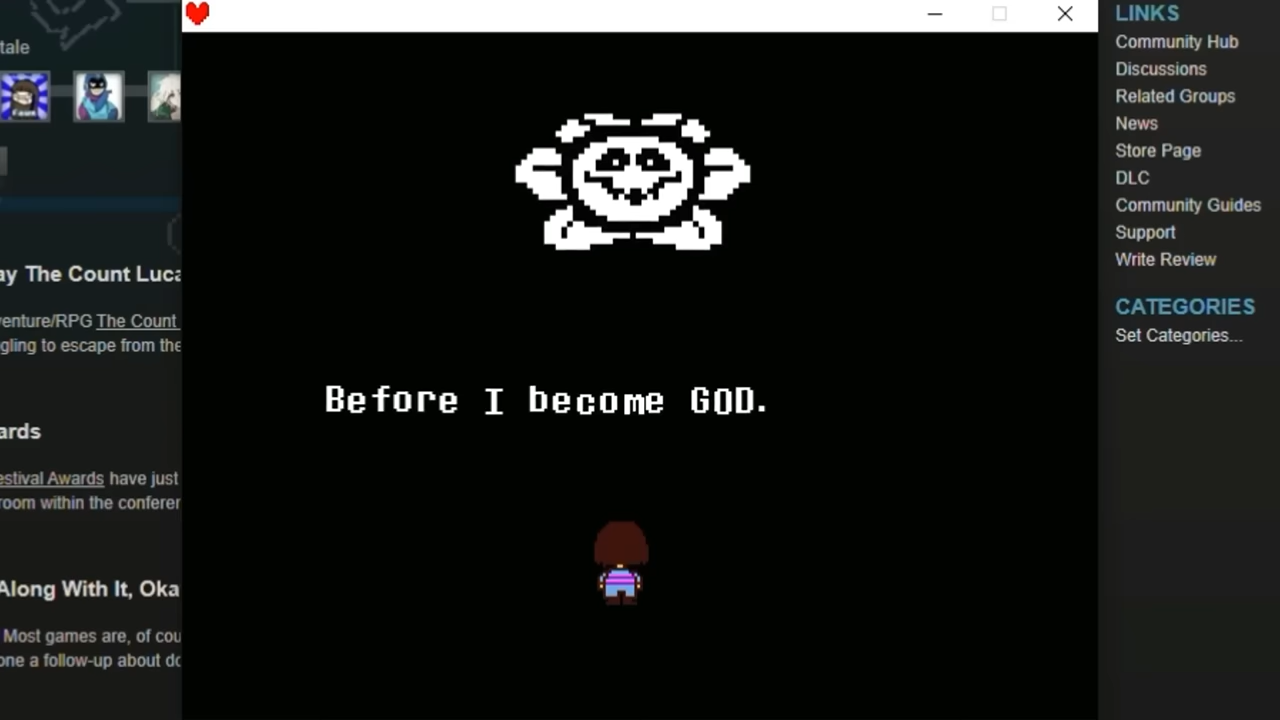 tale
ay The Count Luca
venture/RPG The Count
gling to escape from the
ards
estival Awards have just
room within the conferen
Along With It, Oka
Most games are, of cou
one a follow-up about do
Before I become GOD.
LINKS
Community Hub
Discussions
Related Groups
News
Store Page
DLC
Community Guides
Support
Write Review
CATEGORIES
Set Categories...